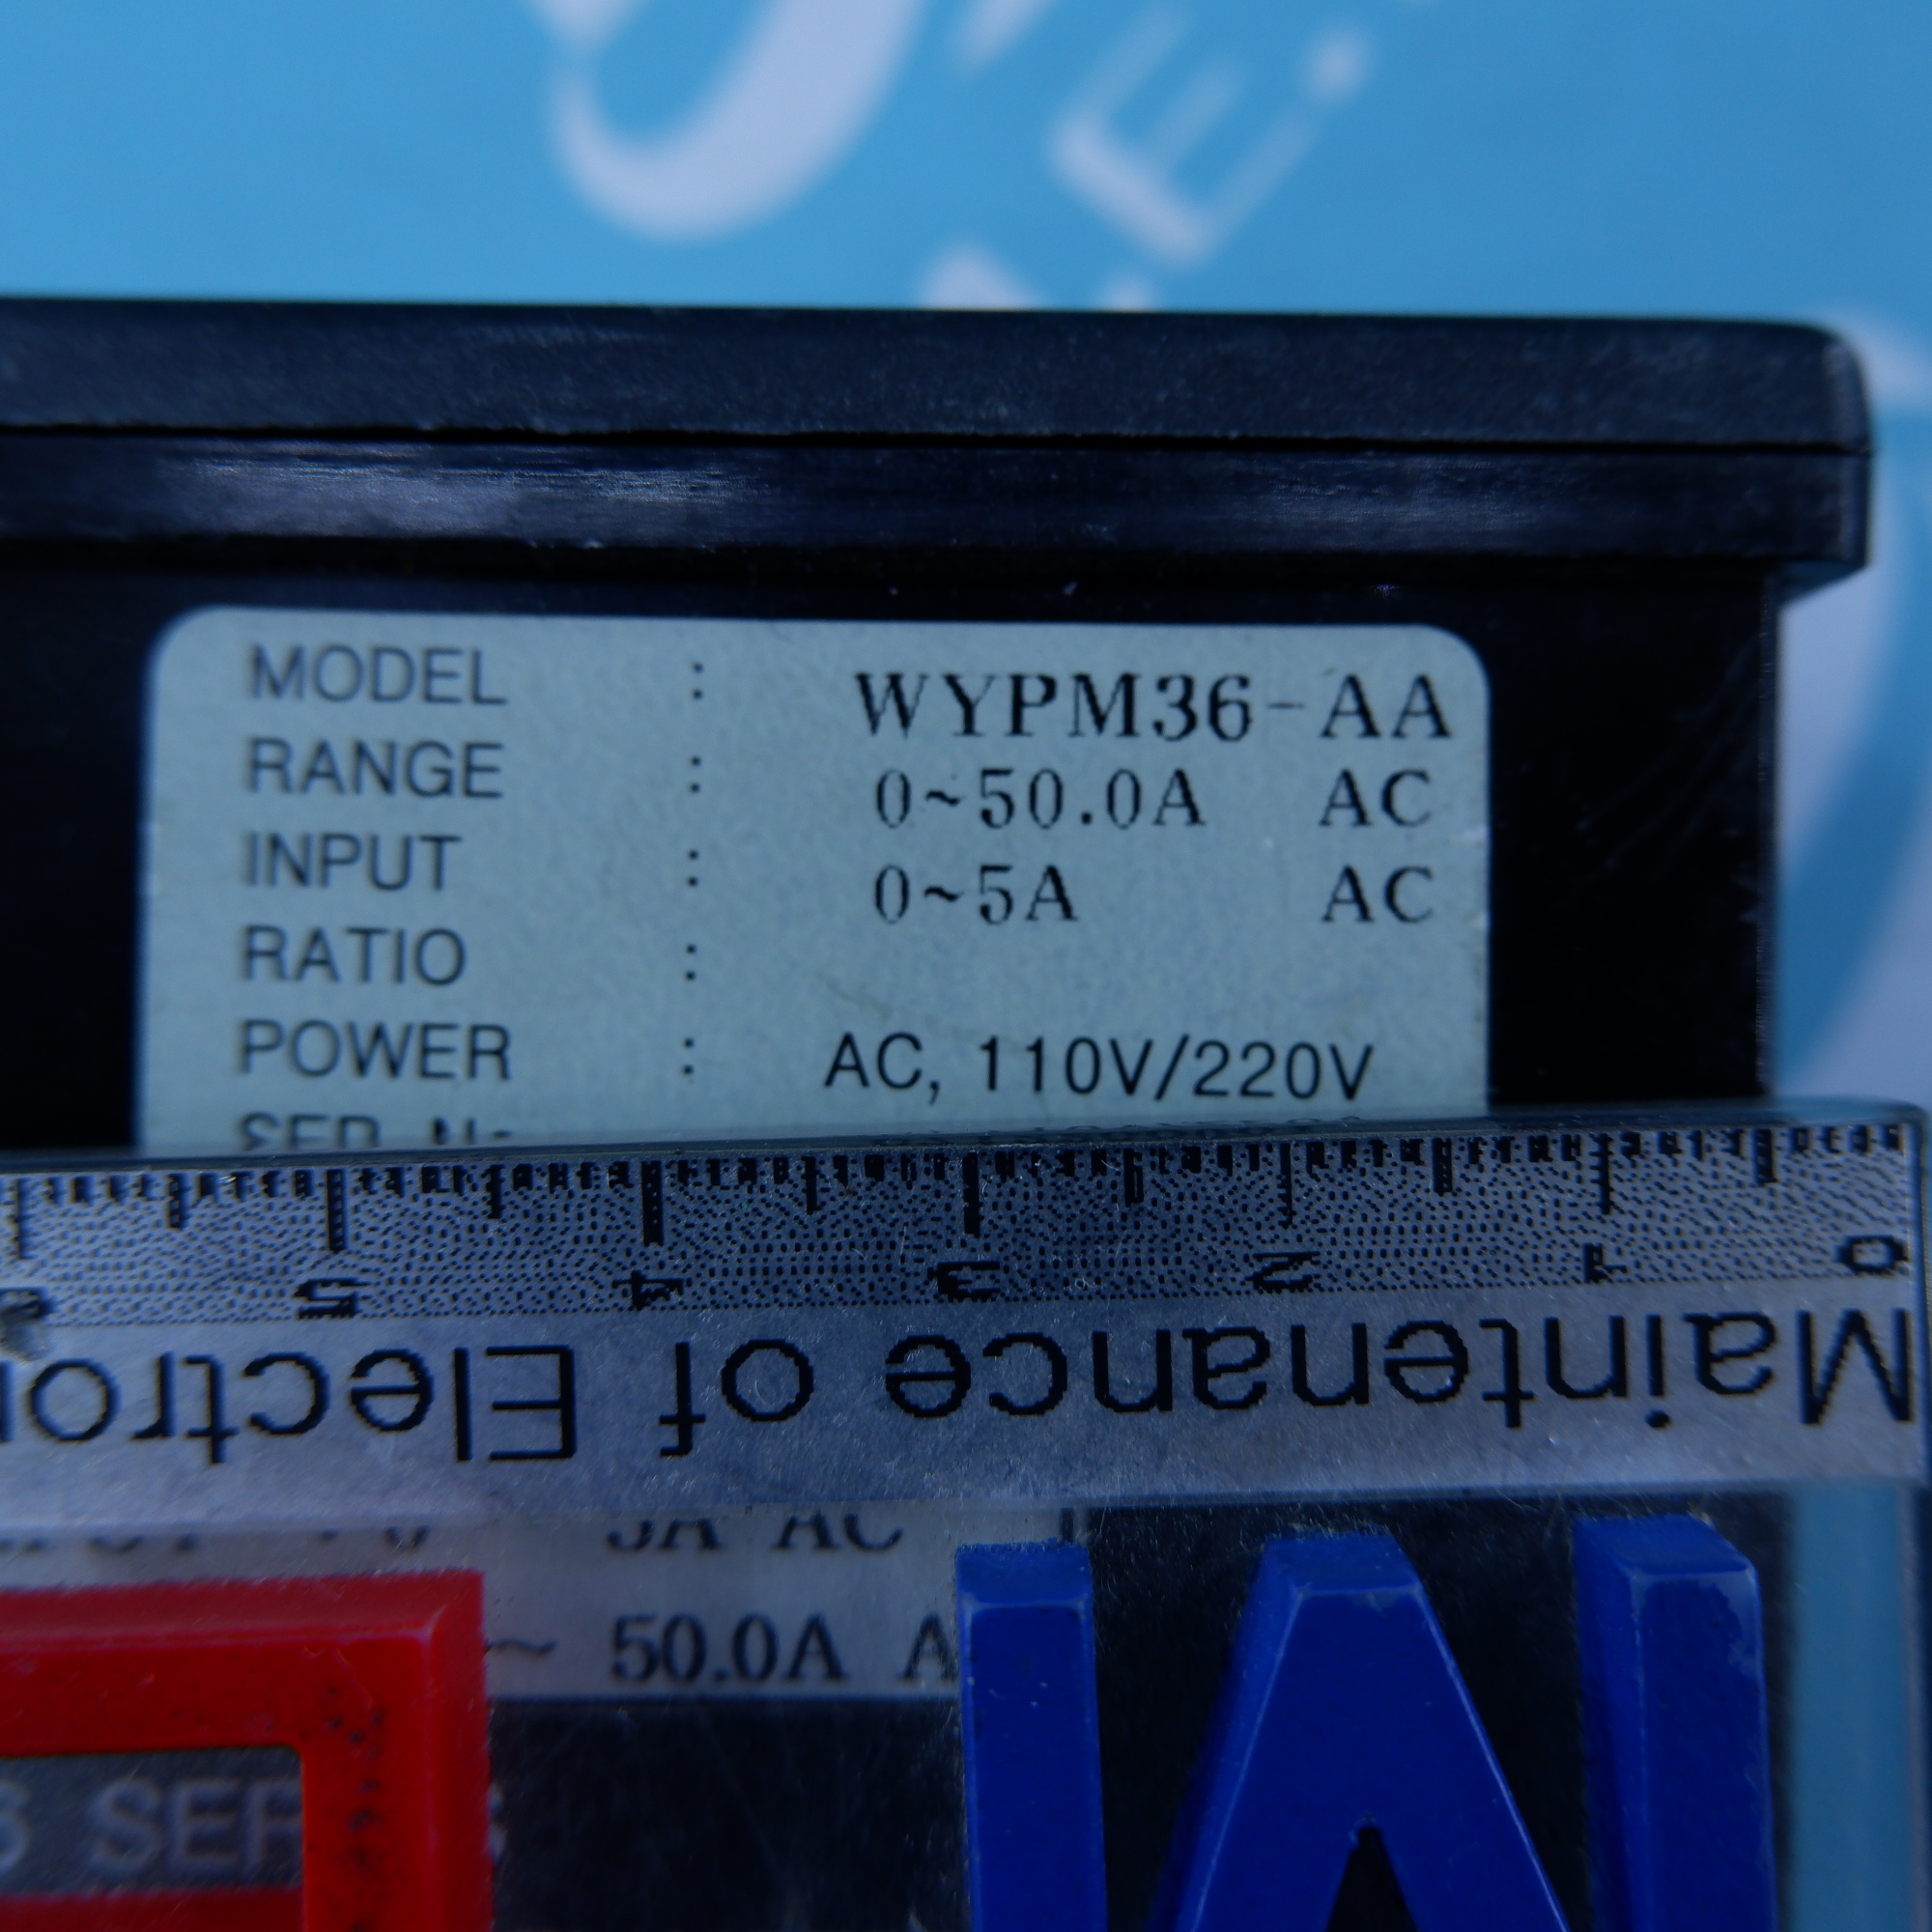 MODEL : WYPM36-AA
RANGE : 0~50.0A AC
INPUT : 0~5A AC
RATIO :
POWER : AC, 110V/220V
0 1 2 3 4 5
Maintenance of
5A AC
~ 50.0A